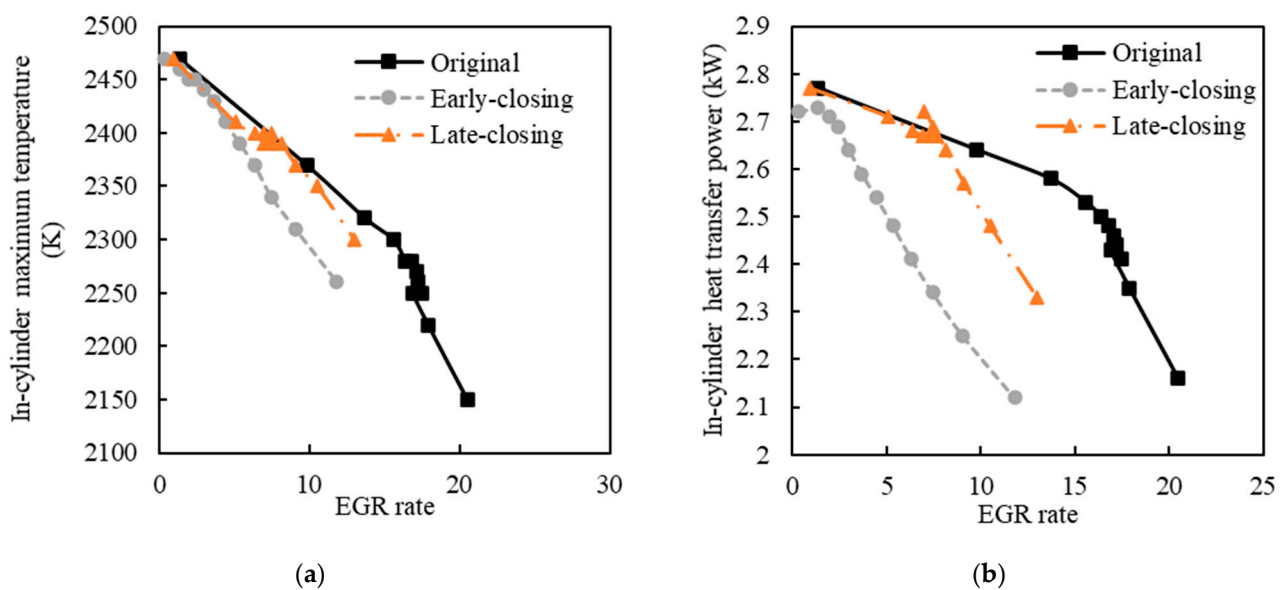 In-cylinder maximum temperature
(K)
2500
2450
2400
2350
2300
2250
2200
2150
2100
0
10
20
30
EGR rate
Original
Early-closing
Late-closing
(a)
In-cylinder heat transfer power (kW)
2.9
2.8
2.7
2.6
2.5
2.4
2.3
2.2
2.1
2
0
5
10
15
20
25
EGR rate
Original
Early-closing
Late-closing
(b)